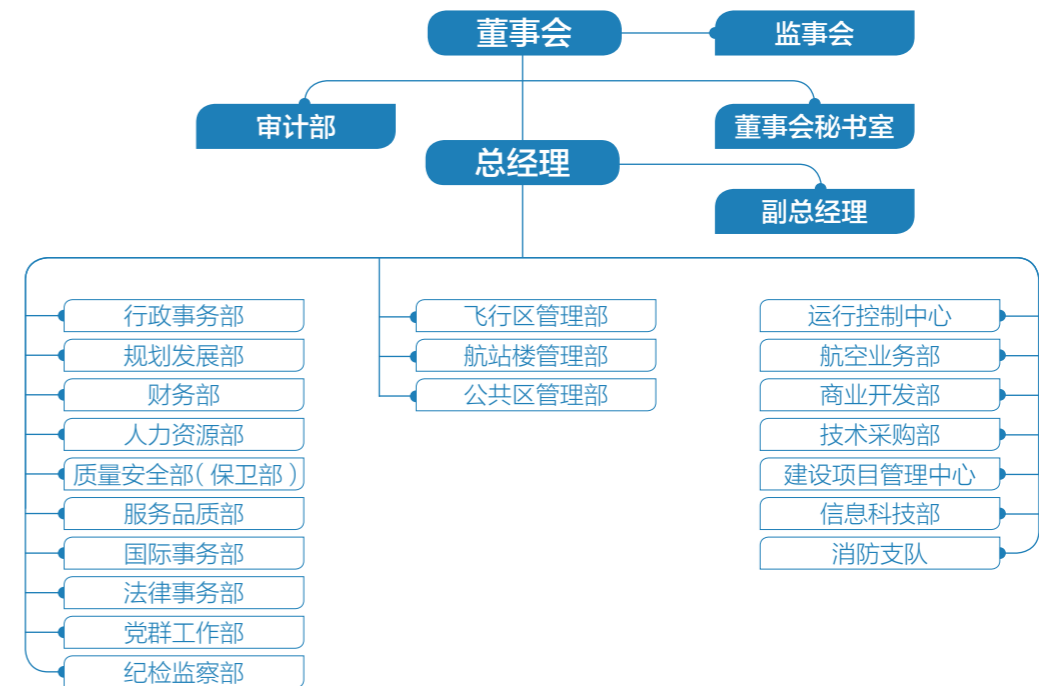 董事会
监事会
审计部
董事会秘书室
总经理
副总经理
行政事务部
规划发展部
财务部
人力资源部
质量安全部(保卫部)
服务品质部
国际事务部
法律事务部
党群工作部
纪检监察部
飞行区管理部
航站楼管理部
公共区管理部
运行控制中心
航空业务部
商业开发部
技术采购部
建设项目管理中心
信息科技部
消防支队